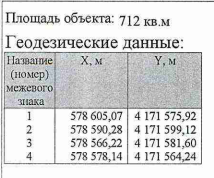 Площадь объекта: 712 кв.м
Геодезические данные:
Название (номер) межевого знака X, м Y, м
1 578 605,07 4 171 575,92
2 578 590,28 4 171 599,12
3 578 566,22 4 171 581,60
4 578 578,14 4 171 564,24